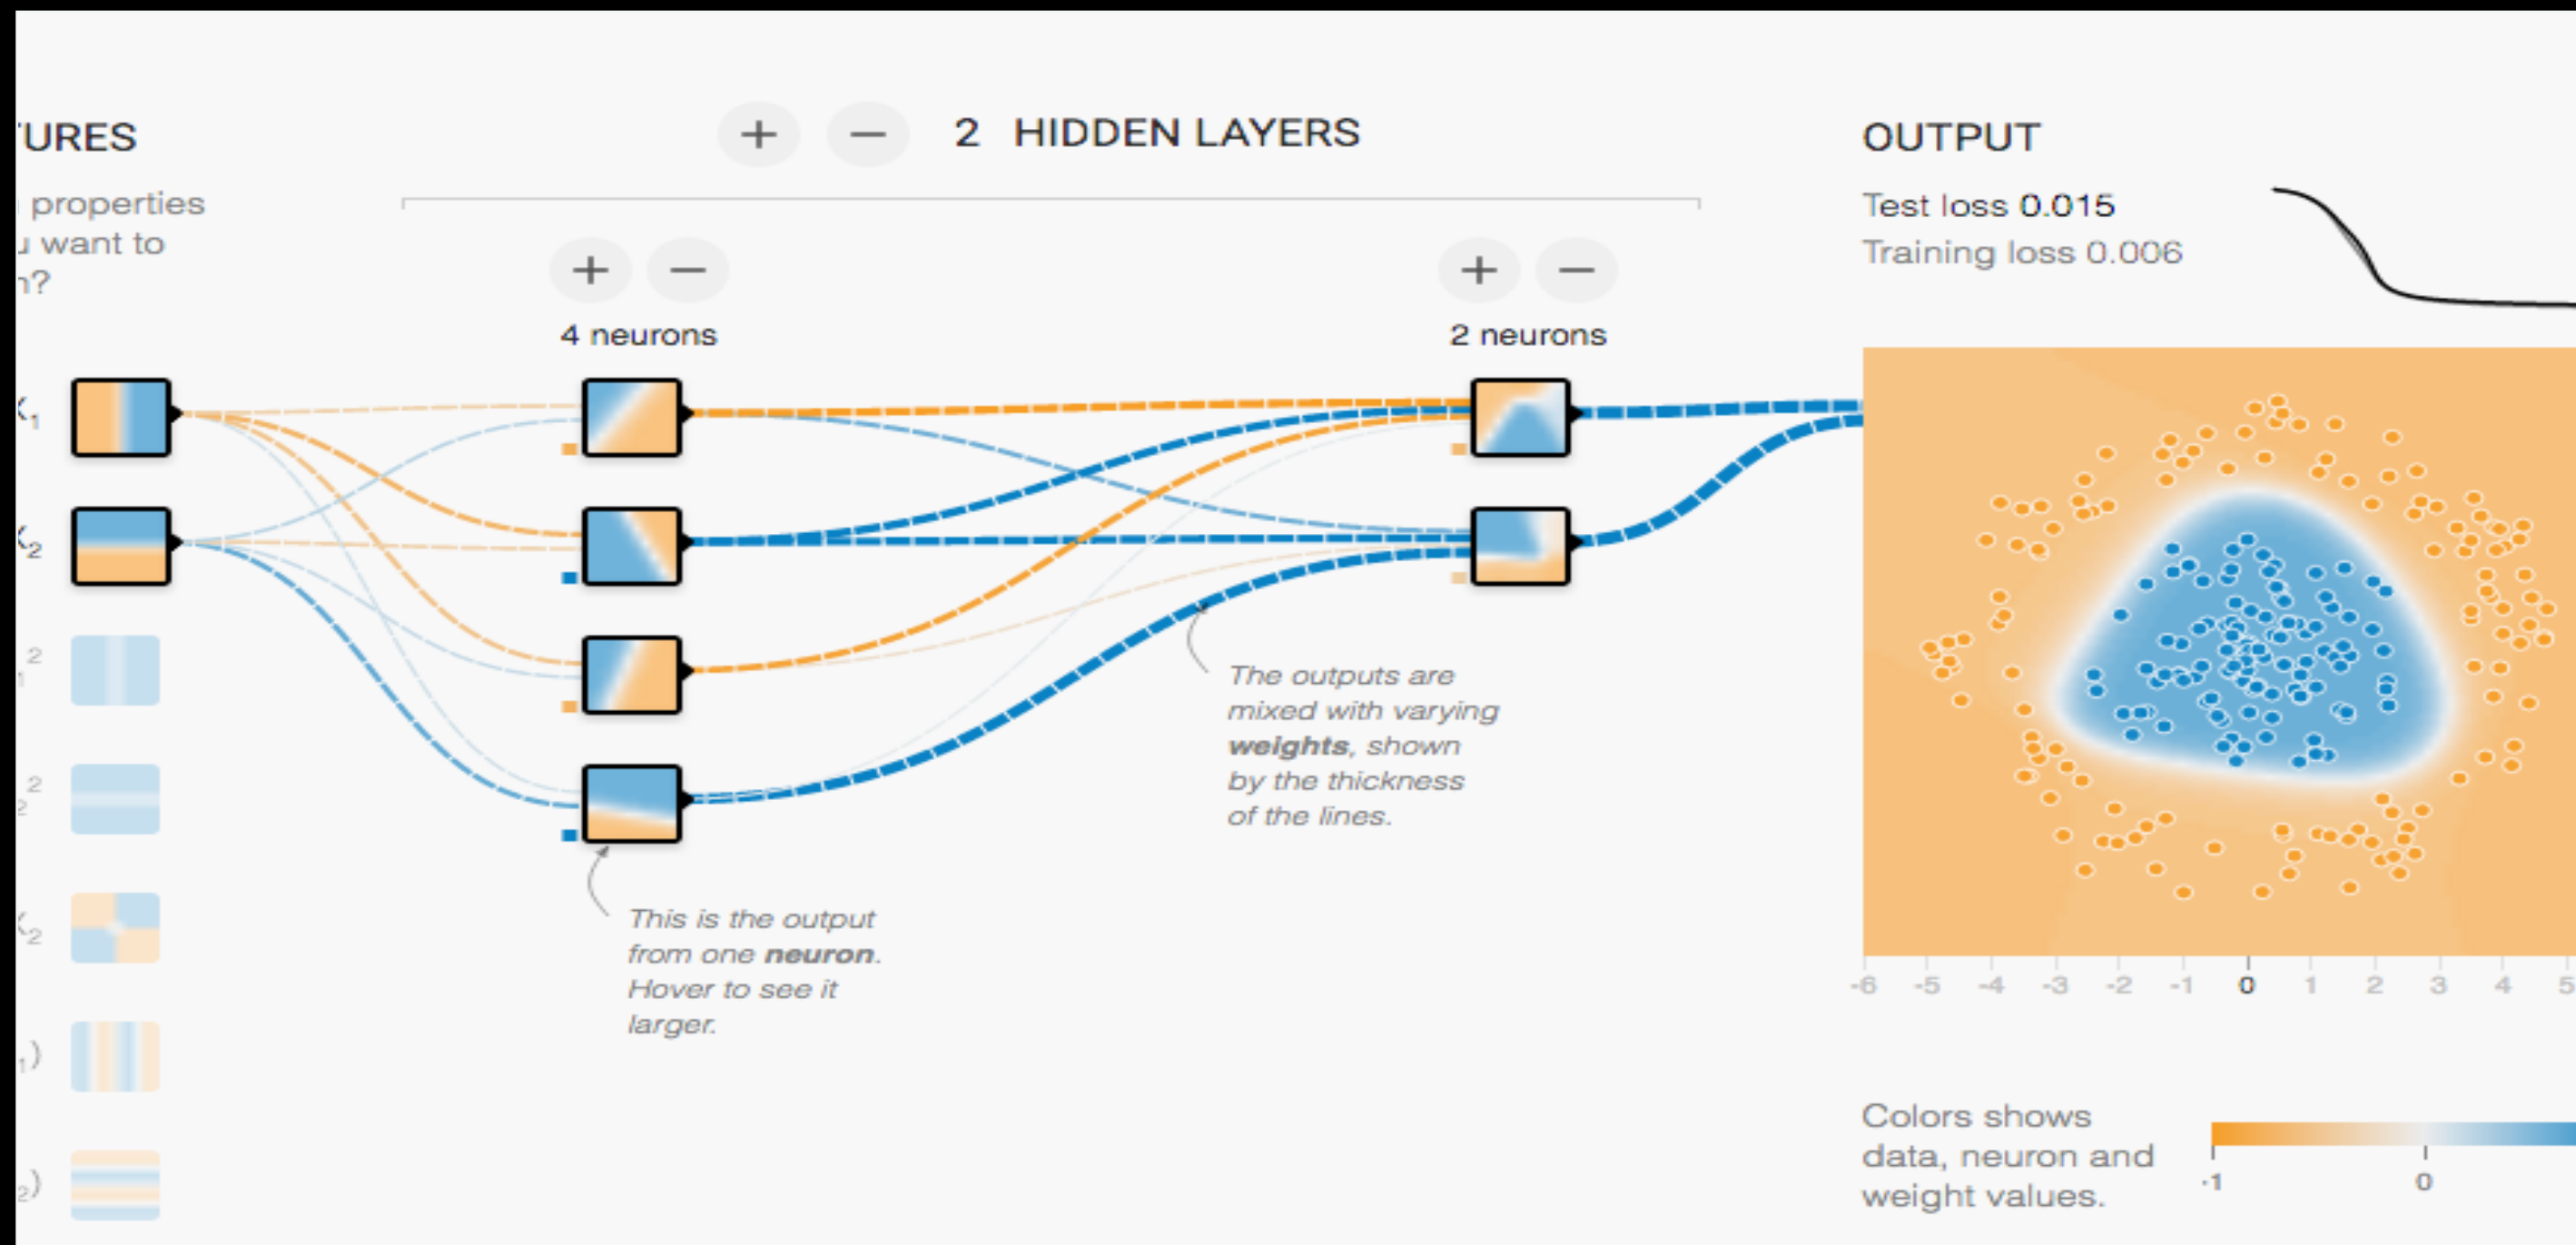 URES
properties
want to
2 HIDDEN LAYERS
4 neurons
2 neurons
This is the output
from one neuron.
Hover to see it
larger.
The outputs are
mixed with varying
weights, shown
by the thickness
of the lines.
OUTPUT
Test loss 0.015
Training loss 0.006
-6 -5 -4 -3 -2 -1 0 1 2 3 4 5
Colors shows
data, neuron and
weight values.
-1 0